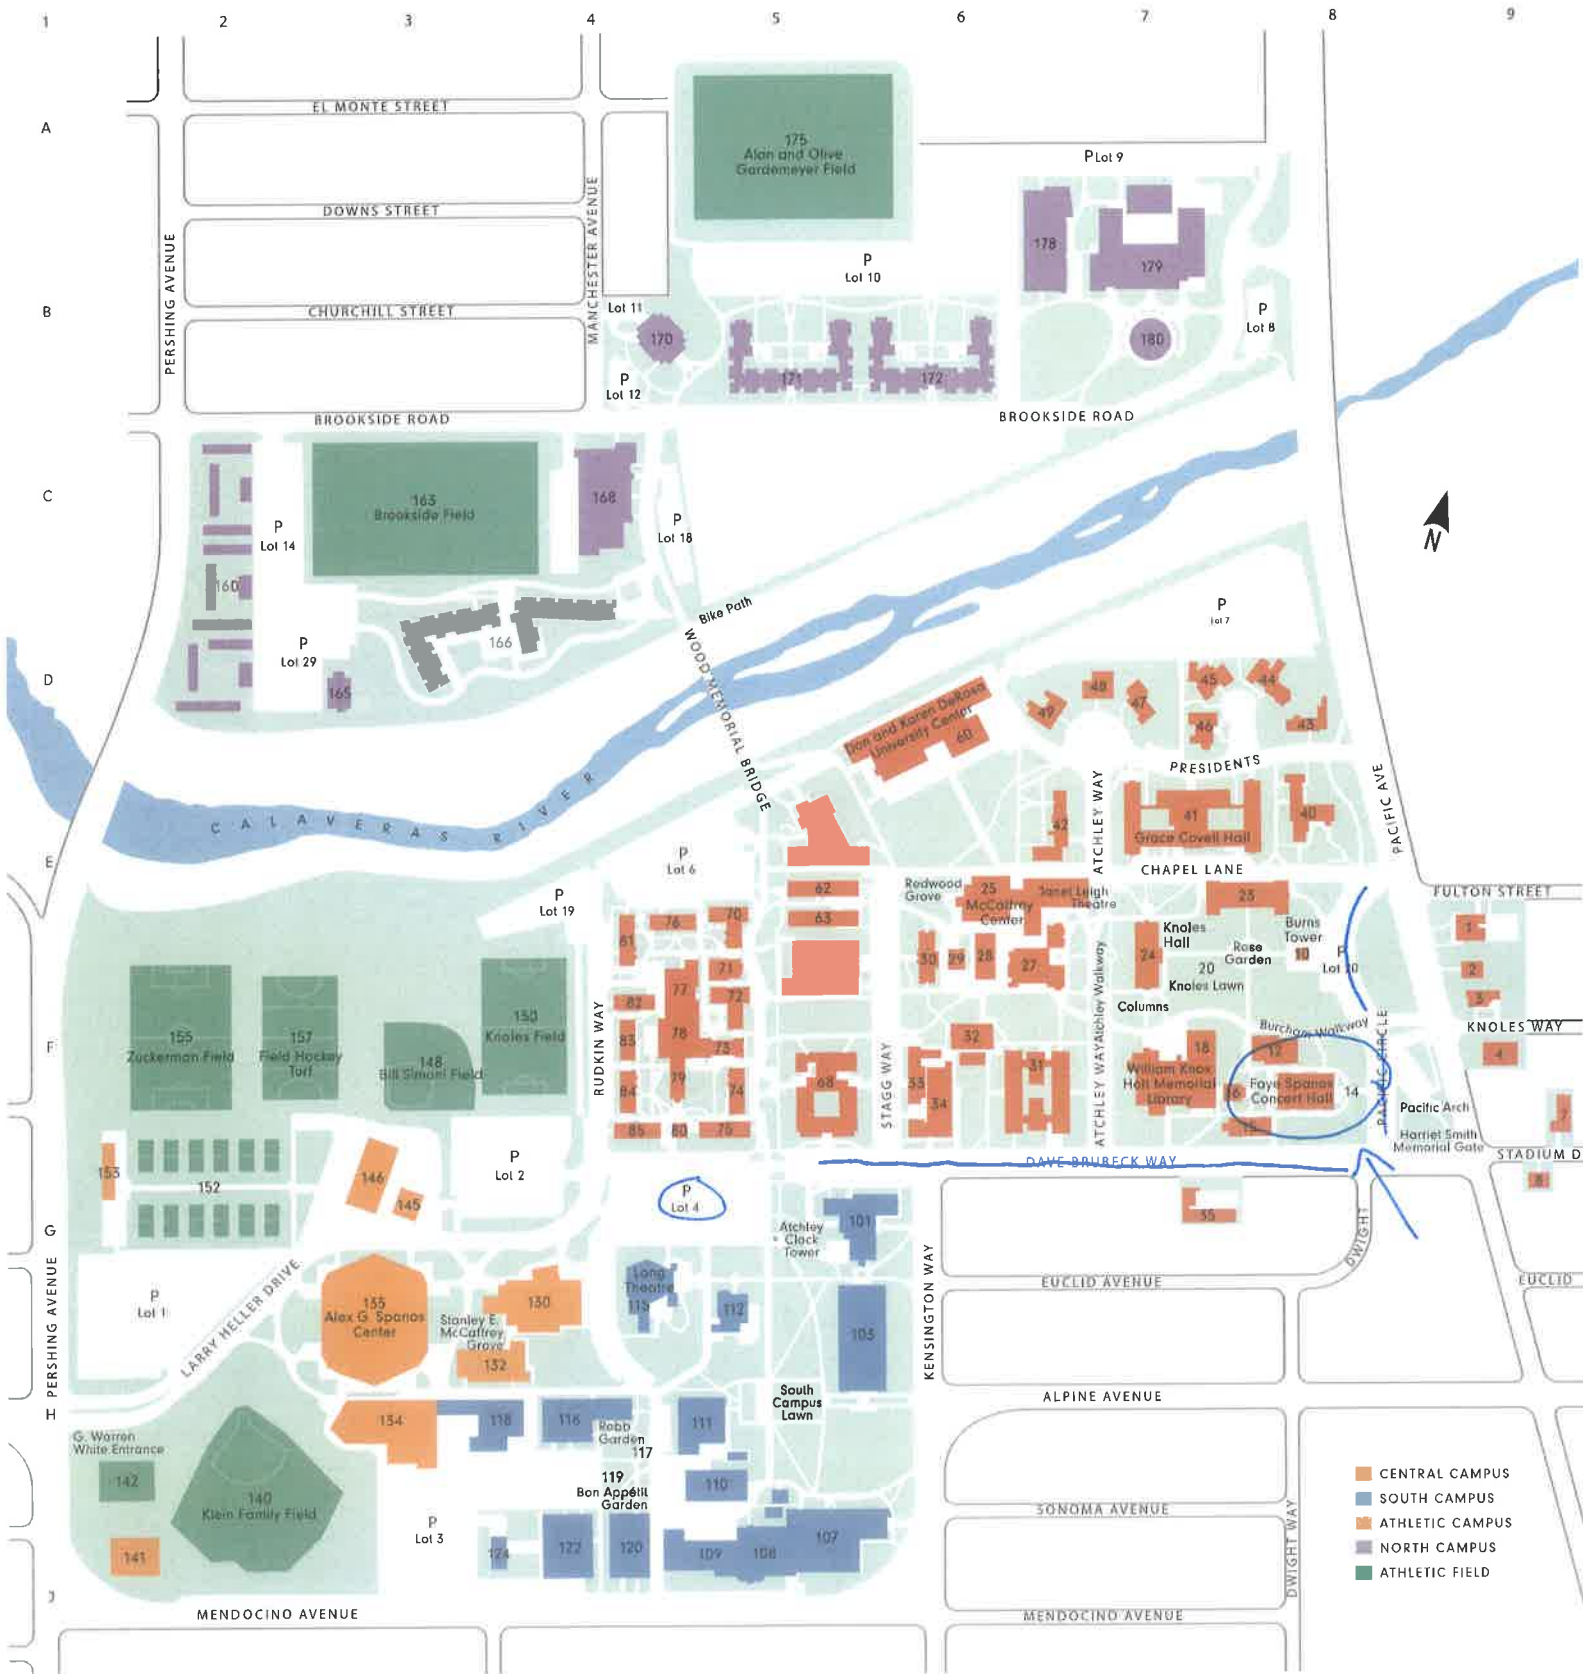 1 2 3 4 5 6 7 8 9
EL MONTE STREET
A
175
Alan and Olive
Gardemeyer Field
P Lot 9
DOWNS STREET
PERSHING AVENUE
MANCHESTER AVENUE
178
179
P
Lot 10
B
CHURCHILL STREET
Lot 11
P
Lot 8
170
180
P
Lot 12
171
172
BROOKSIDE ROAD
BROOKSIDE ROAD
C
163
Brookside Field
168
P
Lot 14
P
Lot 18
N
160
Bike Path
P
Lot 7
166
P
Lot 29
WOOD MEMORIAL BRIDGE
D
165
Don and Karen DeRosa
University Center
60
49
48
47
45
44
46
43
PRESIDENTS
PACIFIC AVE
ATCHLEY WAY
CALAVERAS RIVER
42
41
Grace Covell Hall
40
E
P
Lot 6
CHAPEL LANE
62
63
Redwood
Grove
25
McCaffrey
Center
Janet Leigh
Theatre
23
FULTON STREET
P
Lot 19
76
70
81
Knoles
Hall
Burns
Tower
1
30
29
28
27
24
Rose
Garden
10
P
Lot 20
71
77
20
Knoles Lawn
2
72
82
Columns
3
Atchley Walkway
155
Zuckerman Field
157
Field Hockey
Turf
150
Knoles Field
148
Bill Simoni Field
RUDKIN WAY
F
83
78
73
32
Burcham Walkway
KNOLES WAY
PACIFIC CIRCLE
18
12
4
68
STAGG WAY
33
34
31
ATCHLEY WAY
William Knox
Holt Memorial
Library
16
Faye Spanos
Concert Hall
14
84
79
74
Pacific Arch
7
85
80
75
15
Harriet Smith
Memorial Gate
STADIUM D
DAVE BRUBECK WAY
153
152
146
145
P
Lot 2
P
Lot 4
8
G
Atchley
Clock
Tower
101
35
DWIGHT
PERSHING AVENUE
LARRY HELLER DRIVE
P
Lot 1
135
Alex G. Spanos
Center
Stanley E.
McCaffrey
Grove
130
132
Long
Theatre
115
112
103
KENSINGTON WAY
EUCLID AVENUE
EUCLID
ALPINE AVENUE
H
South
Campus
Lawn
134
118
116
Robb
Garden
117
111
G. Warren
White Entrance
142
140
Klein Family Field
119
Bon Appétit
Garden
110
CENTRAL CAMPUS
SOUTH CAMPUS
ATHLETIC CAMPUS
NORTH CAMPUS
ATHLETIC FIELD
SONOMA AVENUE
P
Lot 3
141
124
122
120
109
108
107
DWIGHT WAY
MENDOCINO AVENUE
MENDOCINO AVENUE